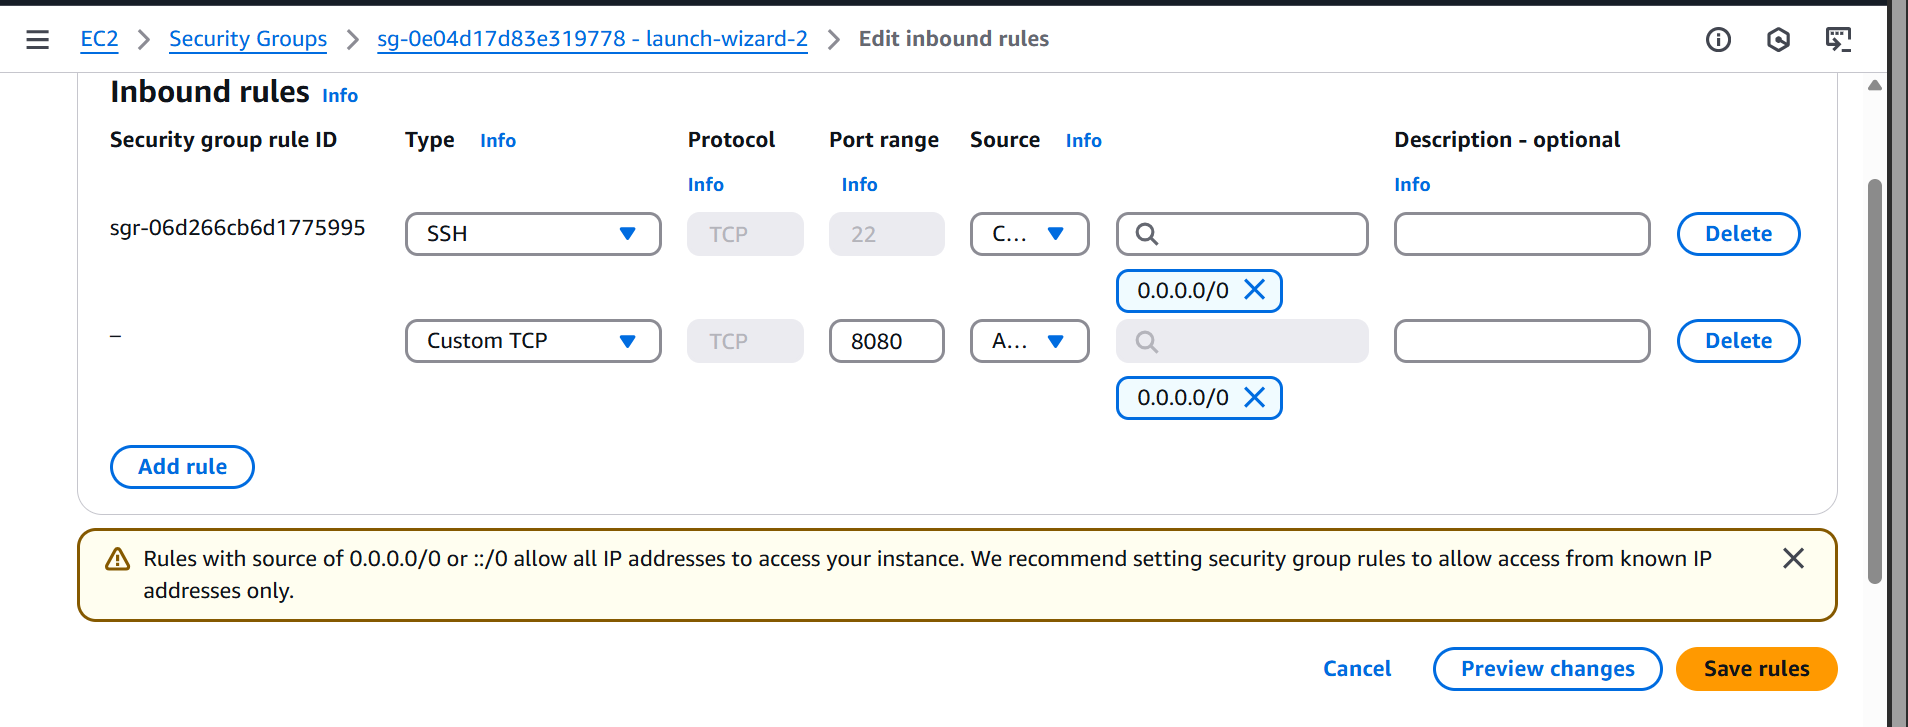 EC2 > Security Groups > sg-0e04d17d83e319778 - launch-wizard-2 > Edit inbound rules
Inbound rules Info
Security group rule ID Type Info Protocol Info Port range Info Source Info Description - optional Info
sgr-06d266cb6d1775995 SSH TCP 22 C... Delete
0.0.0.0/0
– Custom TCP TCP 8080 A... Delete
0.0.0.0/0
Add rule
Rules with source of 0.0.0.0/0 or ::/0 allow all IP addresses to access your instance. We recommend setting security group rules to allow access from known IP
addresses only.
Cancel Preview changes Save rules